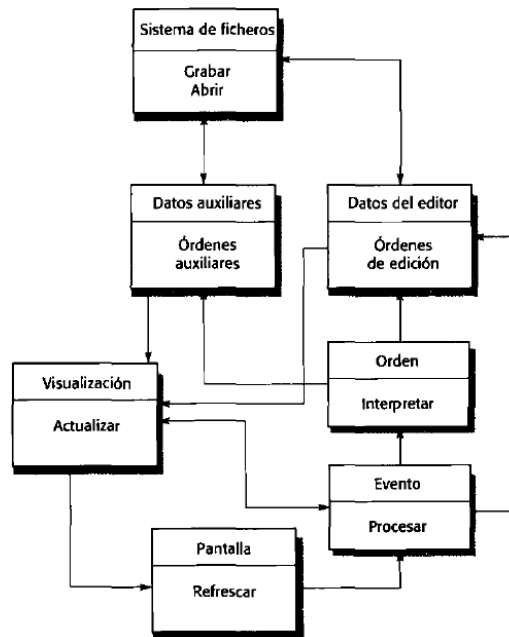 Sistema de ficheros
Grabar
Abrir
Datos auxiliares
Órdenes
auxiliares
Datos del editor
Órdenes
de edición
Orden
Interpretar
Visualización
Actualizar
Evento
Procesar
Pantalla
Refrescar